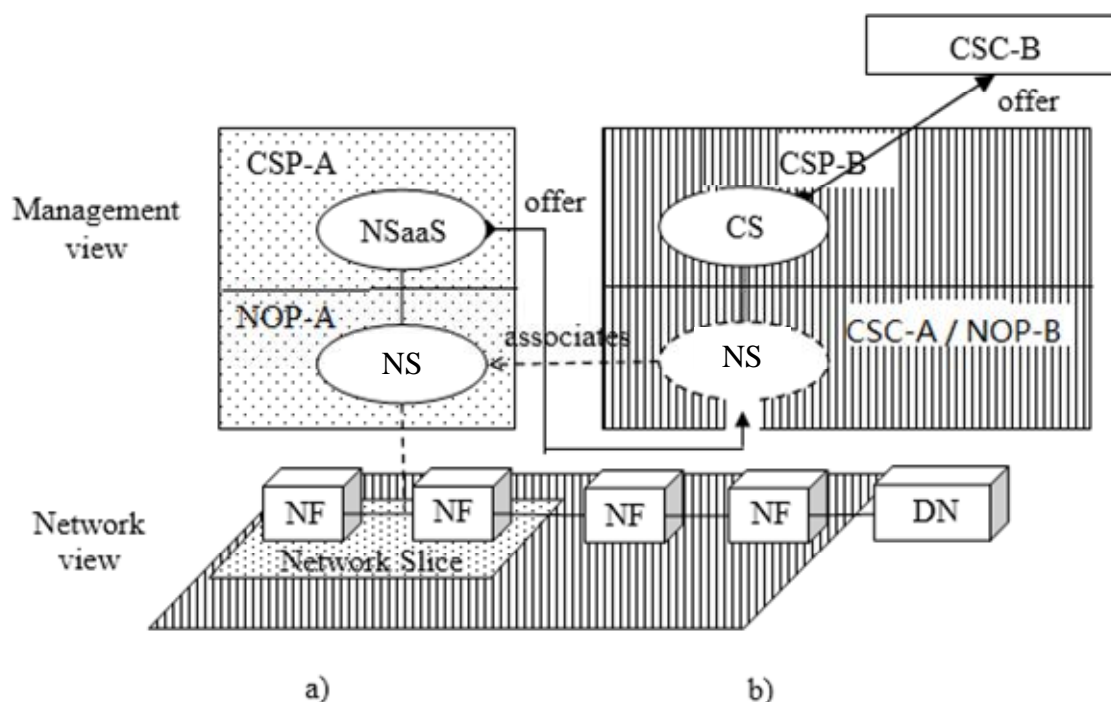 CSC-B
offer
CSP-A
CSP-B
Management
view
NSaaS
offer
CS
NOP-A
associates
CSC-A / NOP-B
NS
NS
Network
view
NF
NF
NF
NF
DN
Network Slice
a)
b)